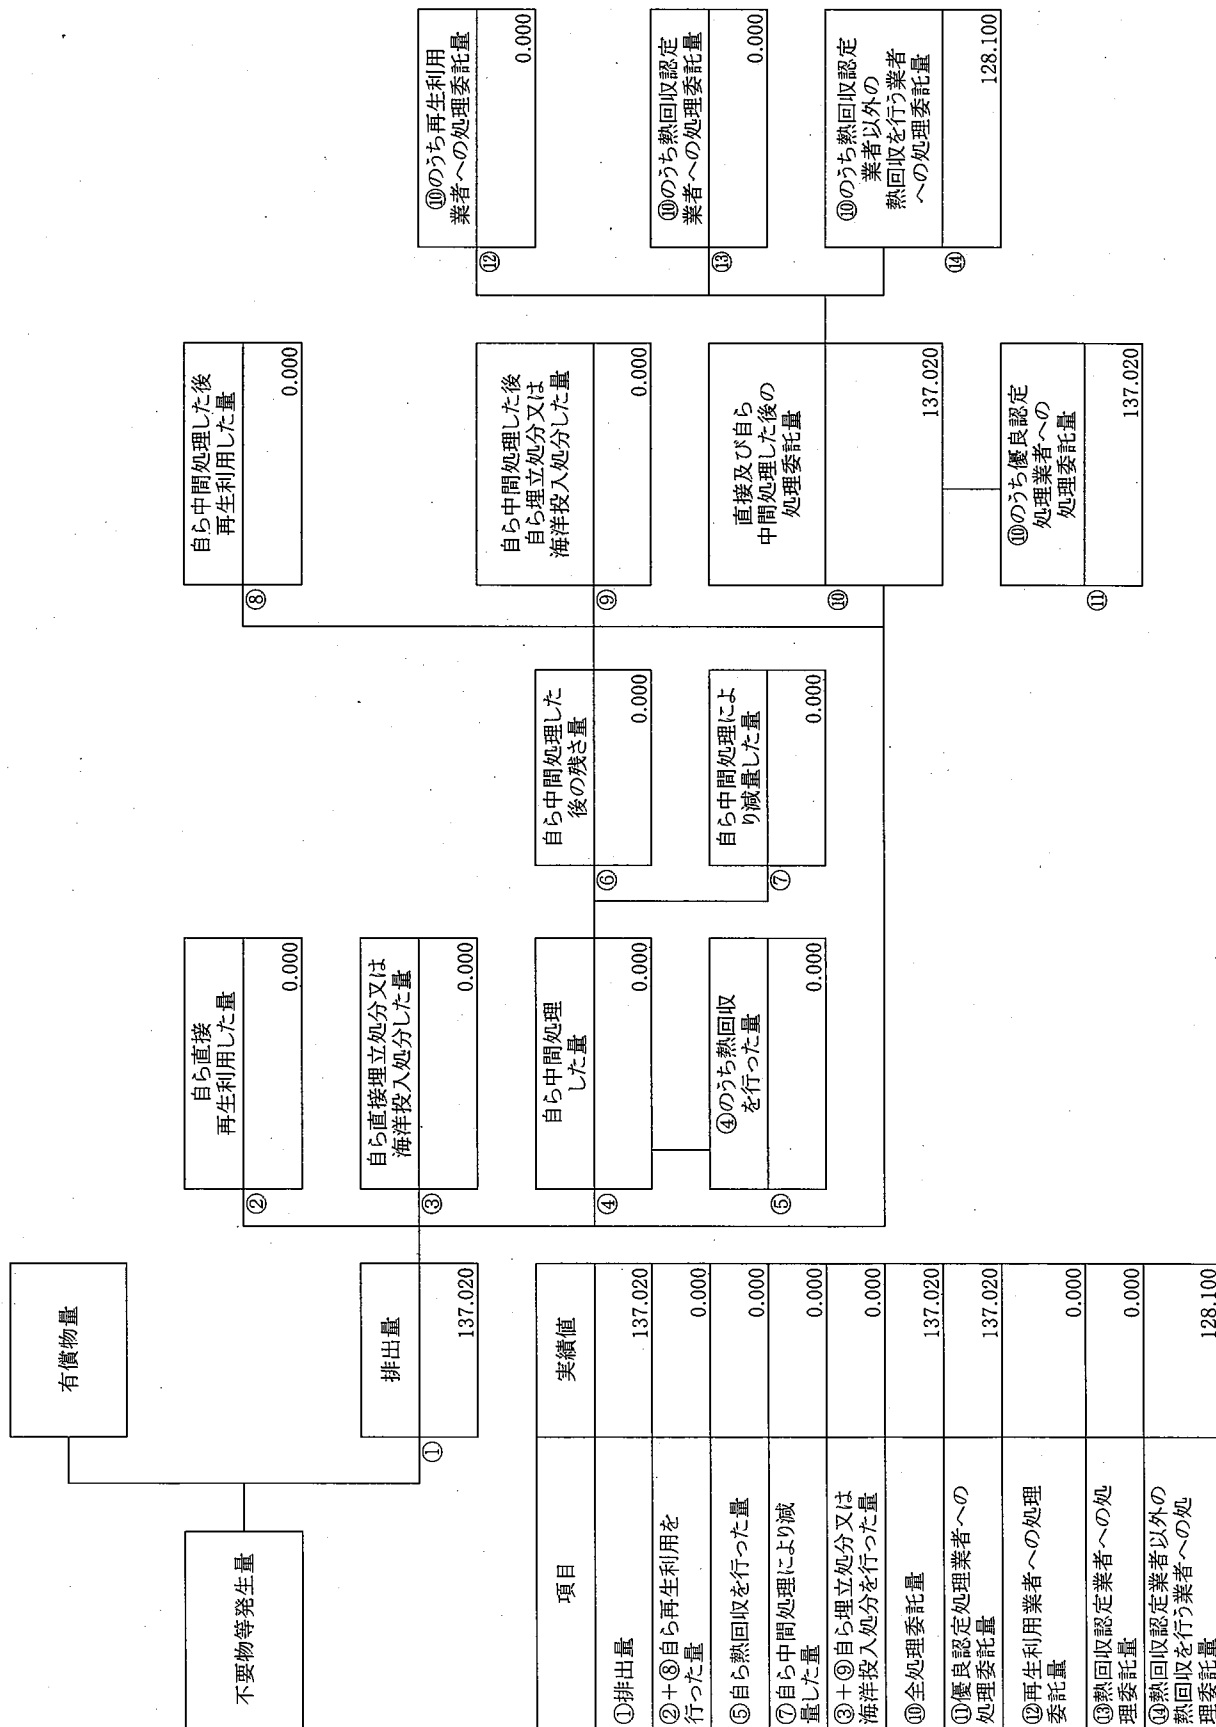 不要物等発生量
有償物量
排出量
①
137.020
自ら直接
再生利用した量
②
0.000
自ら直接埋立処分又は
海洋投入処分した量
③
0.000
自ら中間処理
した量
④
0.000
④のうち熱回収
を行った量
⑤
0.000
自ら中間処理した
後の残さ量
⑥
0.000
自ら中間処理によ
り減量した量
⑦
0.000
自ら中間処理した後
再生利用した量
⑧
0.000
自ら中間処理した後
自ら埋立処分又は
海洋投入処分した量
⑨
0.000
直接及び自ら
中間処理した後の
処理委託量
⑩
137.020
⑩のうち優良認定
処理業者への
処理委託量
⑪
137.020
⑩のうち再生利用
業者への処理委託量
⑫
0.000
⑩のうち熱回収認定
業者への処理委託量
⑬
0.000
⑩のうち熱回収認定
業者以外の
熱回収を行う業者
への処理委託量
⑭
128.100
項目 実績値
①排出量 137.020
②+⑧自ら再生利用を
行った量 0.000
⑤自ら熱回収を行った量 0.000
⑦自ら中間処理により減
量した量 0.000
③+⑨自ら埋立処分又は
海洋投入処分を行った量 0.000
⑩全処理委託量 137.020
⑪優良認定処理業者への
処理委託量 137.020
⑫再生利用業者への処理
委託量 0.000
⑬熱回収認定業者への処
理委託量 0.000
⑭熱回収認定業者以外の
熱回収を行う業者への処
理委託量 128.100